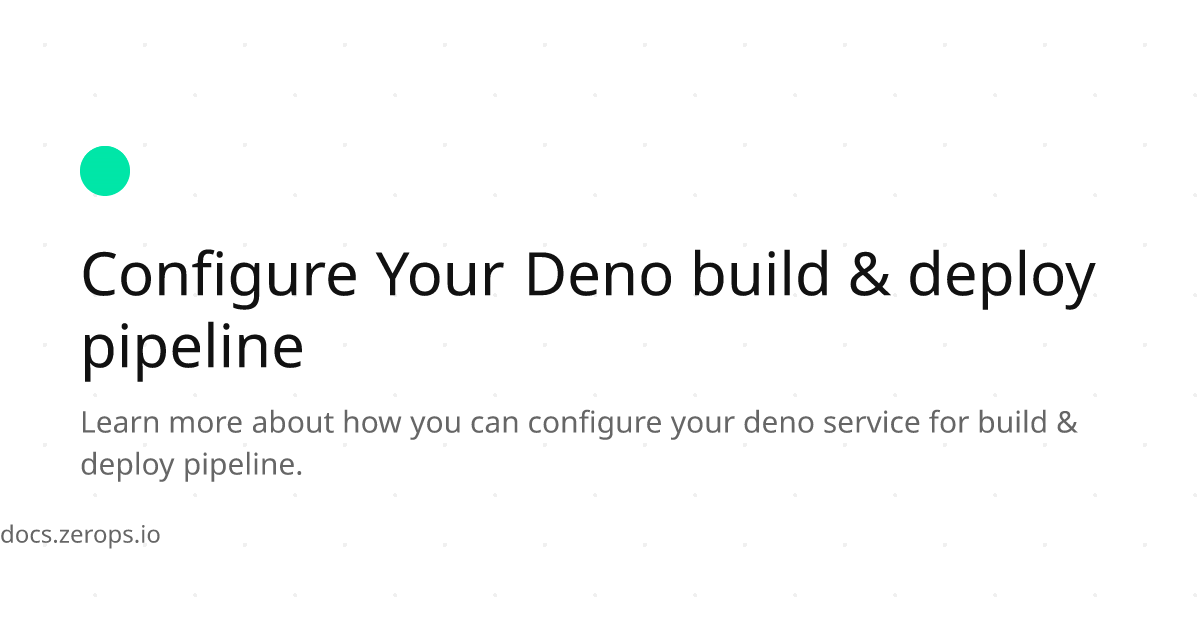 Configure Your Deno build & deploy
pipeline
Learn more about how you can configure your deno service for build &
deploy pipeline.
docs.zerops.io